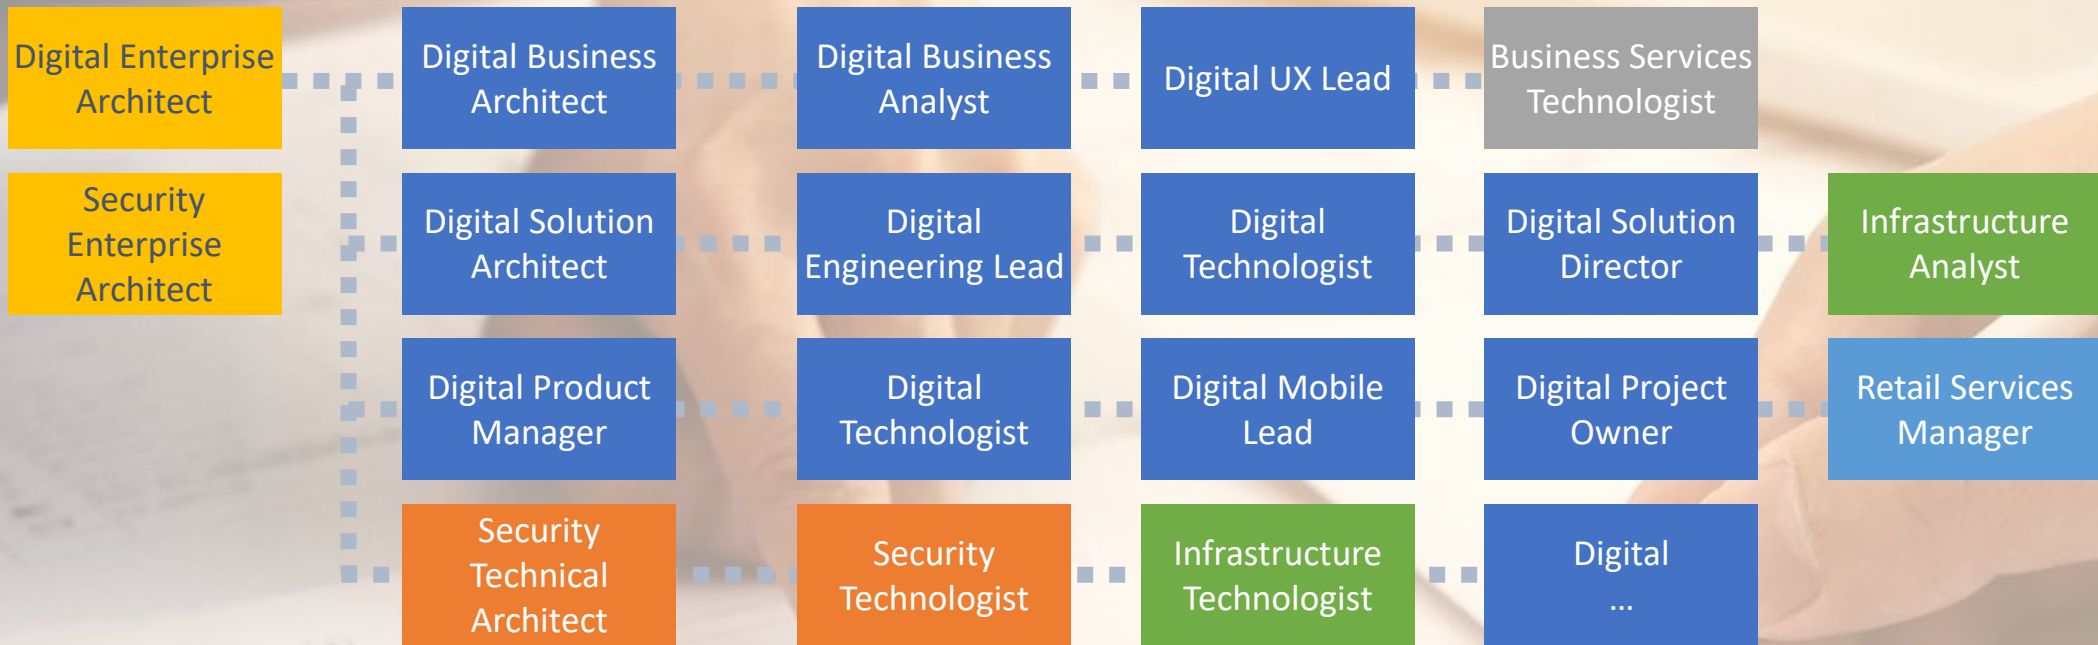 Digital Enterprise
Architect
Digital Business
Architect
Digital Business
Analyst
Digital UX Lead
Business Services
Technologist
Security
Enterprise
Architect
Digital Solution
Architect
Digital
Engineering Lead
Digital
Technologist
Digital Solution
Director
Infrastructure
Analyst
Digital Product
Manager
Digital
Technologist
Digital Mobile
Lead
Digital Project
Owner
Retail Services
Manager
Security
Technical
Architect
Security
Technologist
Infrastructure
Technologist
Digital
...